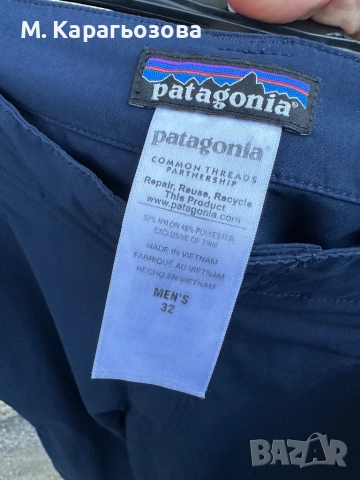 М. Карагьозова
patagonia
patagonia
COMMON THREADS
PARTNERSHIP
Repair, Reuse, Recycle
This Product
www.patagonia.com
52% NYLON 48% POLYESTER
EXCLUSIVE OF TRIM
MADE IN VIETNAM
FABRIQUÉ AU VIETNAM
HECHO EN VIETNAM
MEN'S
32
BAZAR